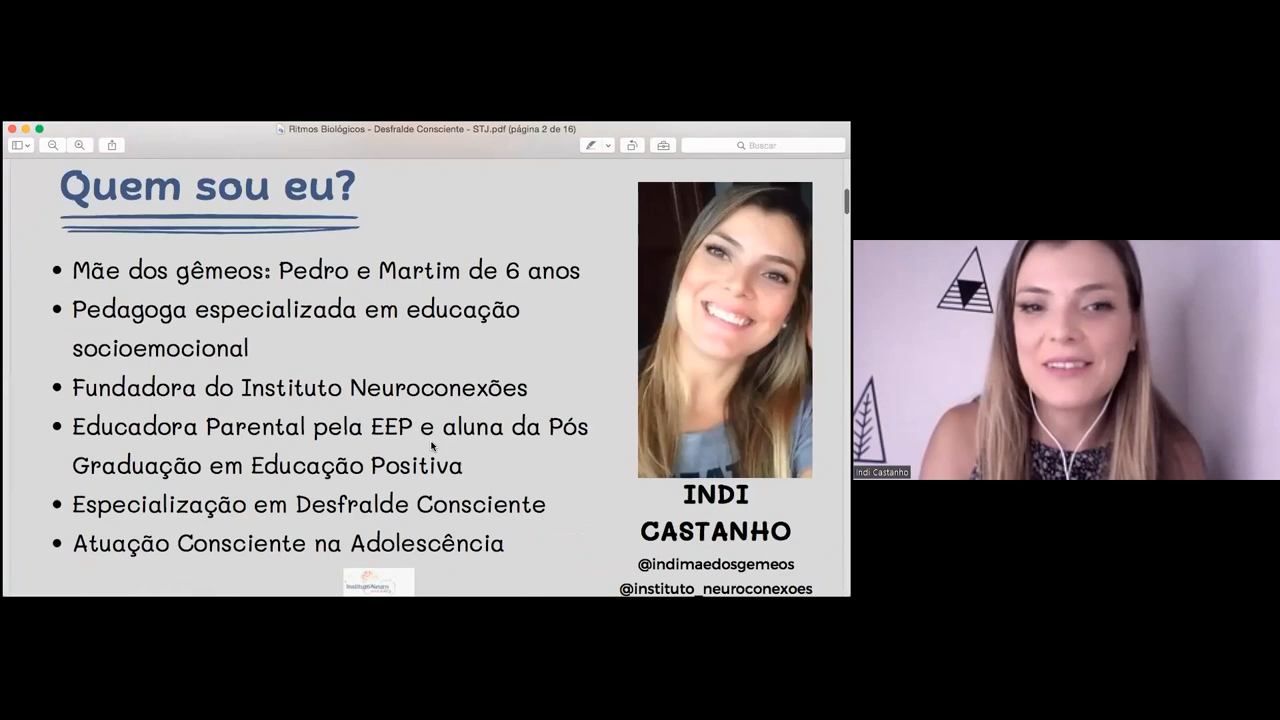 Ritmos Biológicos - Desfralde Consciente - STJ.pdf (página 2 de 16)
Buscar
Quem sou eu?
• Mãe dos gêmeos: Pedro e Martim de 6 anos
• Pedagoga especializada em educação
socioemocional
• Fundadora do Instituto Neuroconexões
• Educadora Parental pela EEP e aluna da Pós
Graduação em Educação Positiva
• Especialização em Desfralde Consciente
• Atuação Consciente na Adolescência
INDI
CASTANHO
@indimaedosgemeos
@instituto_neuroconexoes
Indi Castanho